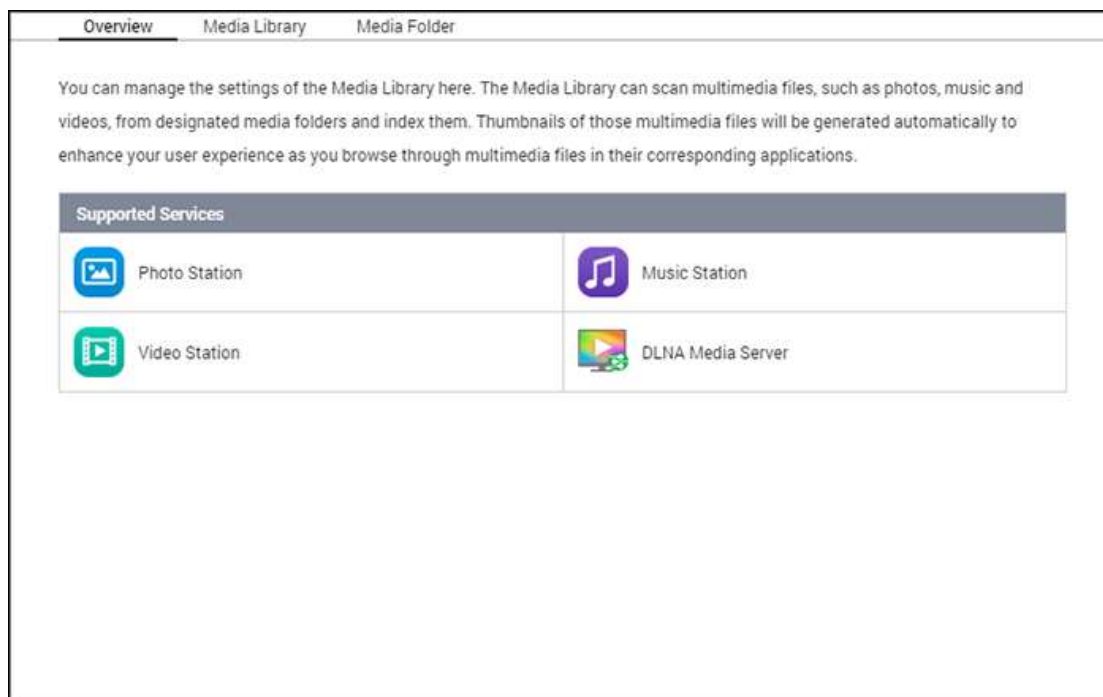 Overview Media Library Media Folder
You can manage the settings of the Media Library here. The Media Library can scan multimedia files, such as photos, music and
videos, from designated media folders and index them. Thumbnails of those multimedia files will be generated automatically to
enhance your user experience as you browse through multimedia files in their corresponding applications.
Supported Services
Photo Station Music Station
Video Station DLNA Media Server